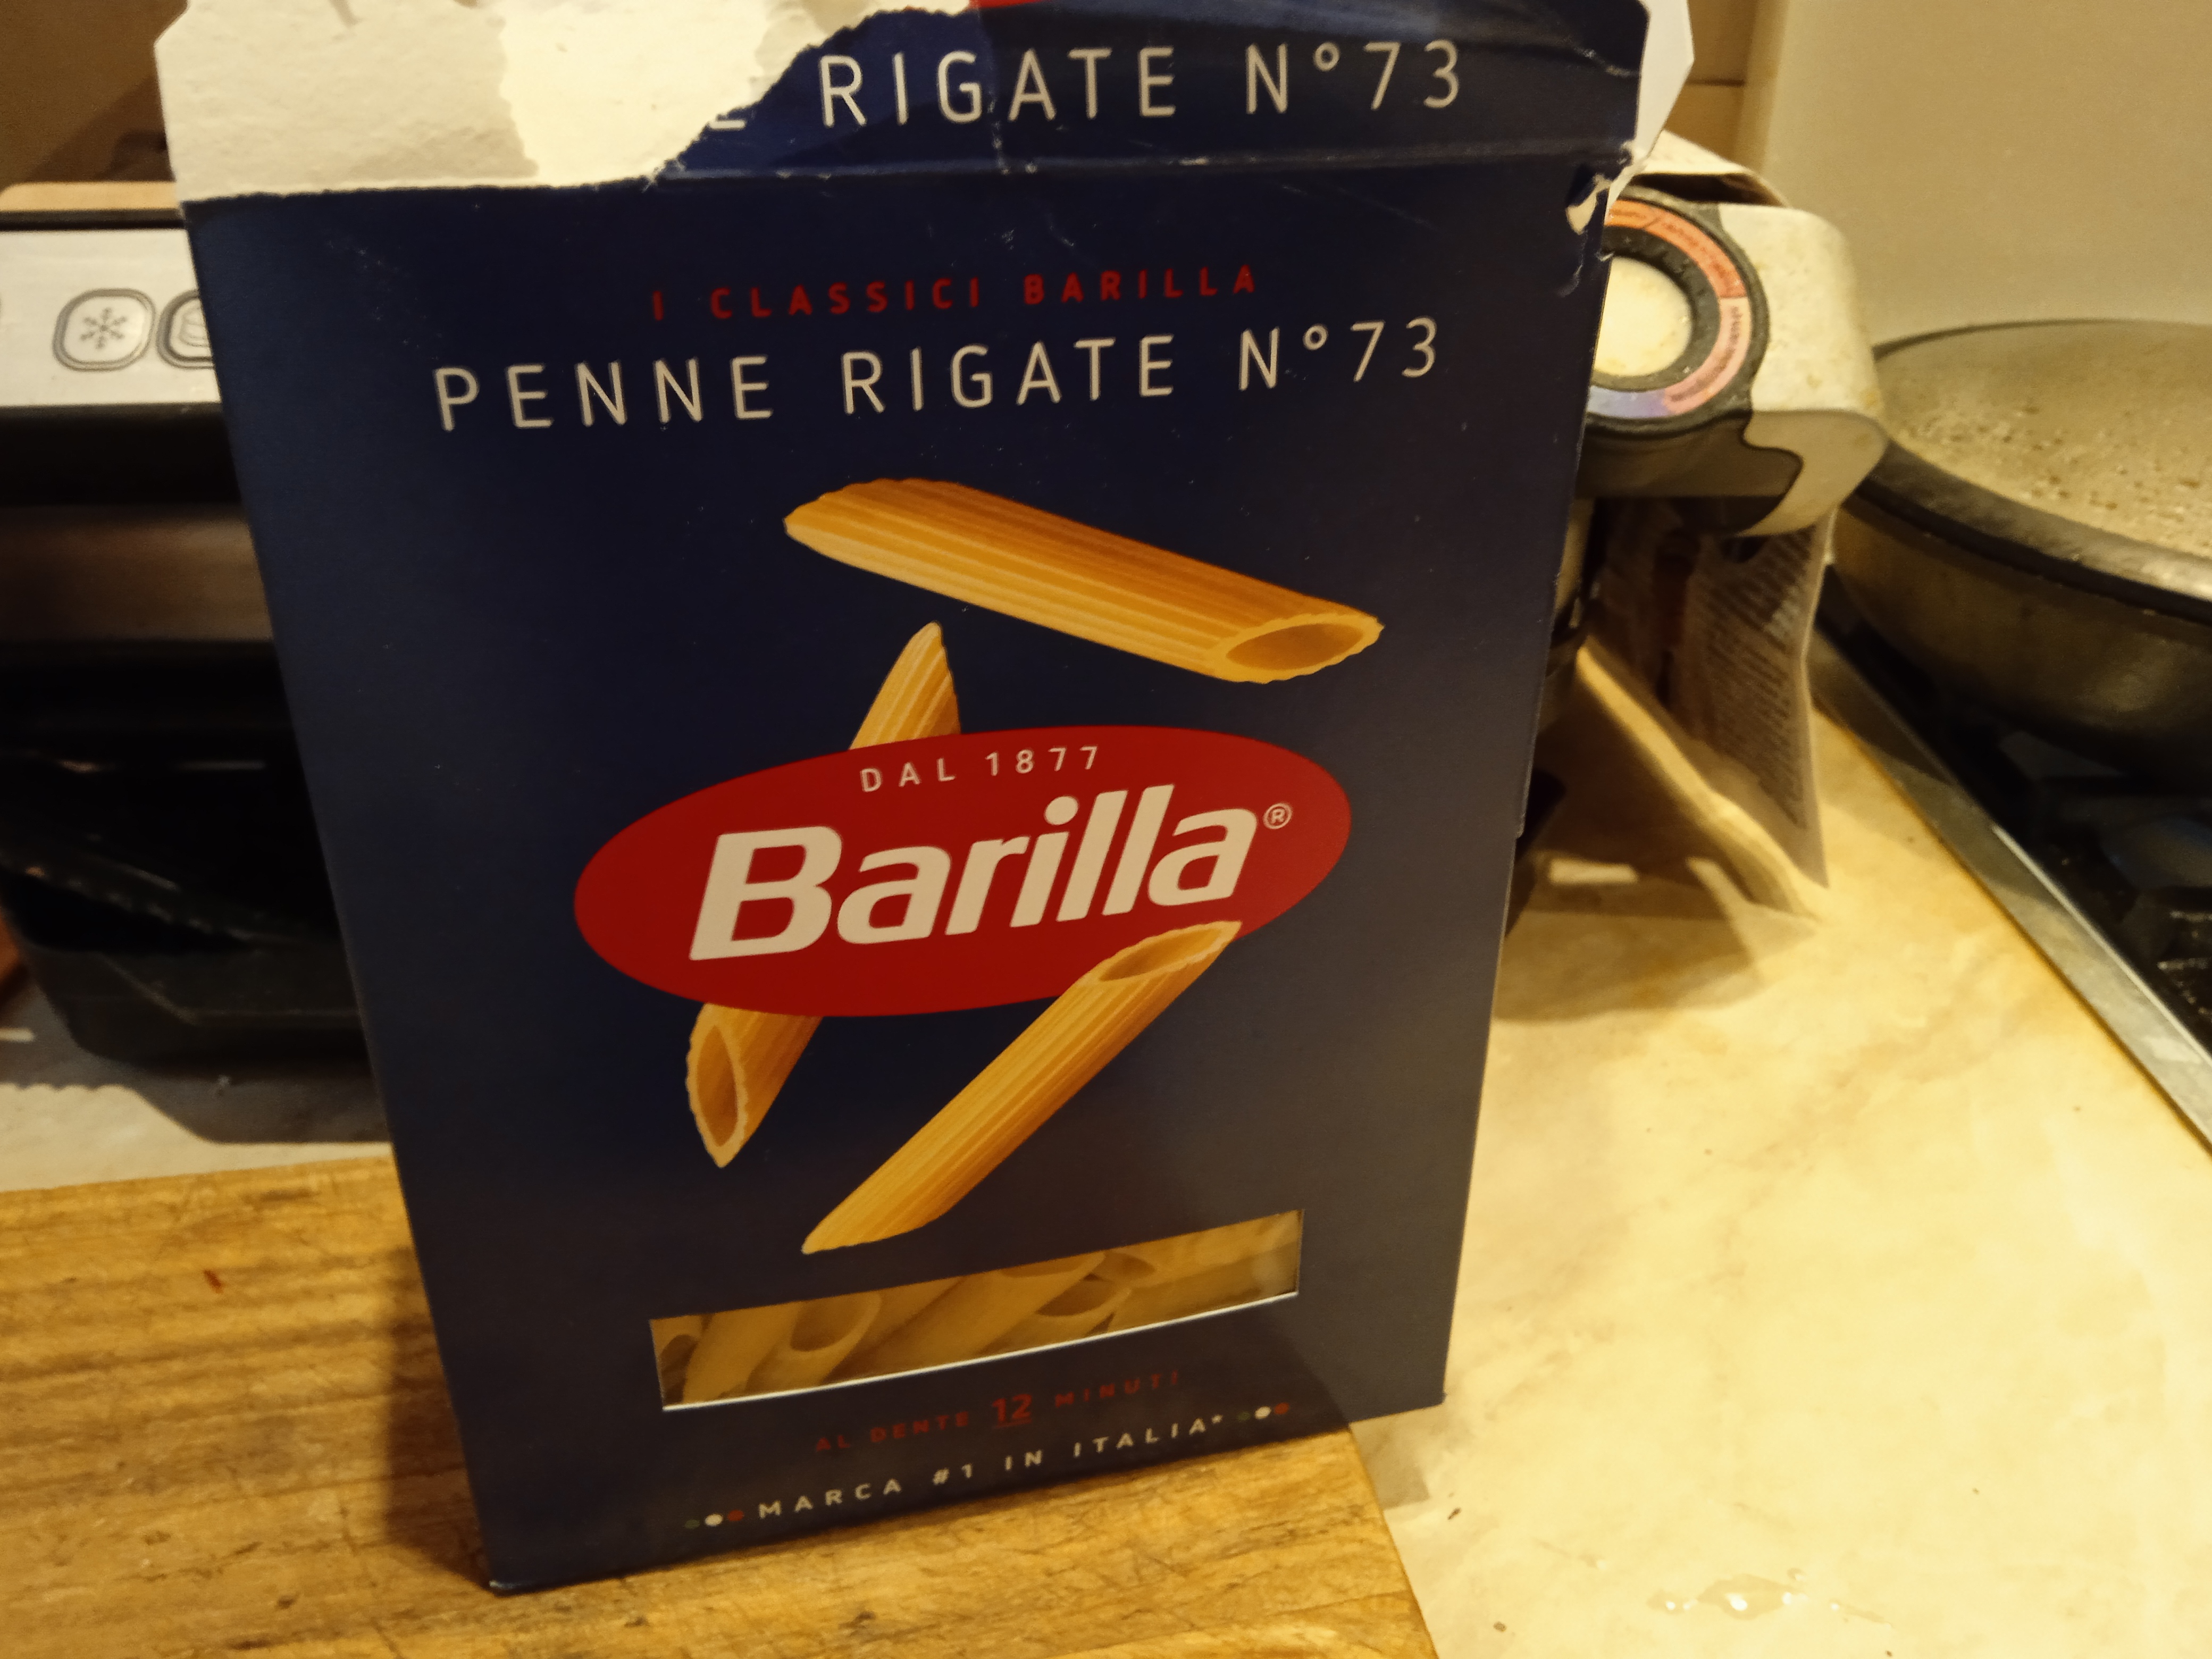 RIGATE N°73
I CLASSICI BARILLA
PENNE RIGATE N°73
DAL 1877
Barilla®
AL DENTE 12 MINUTI
MARCA #1 IN ITALIA*